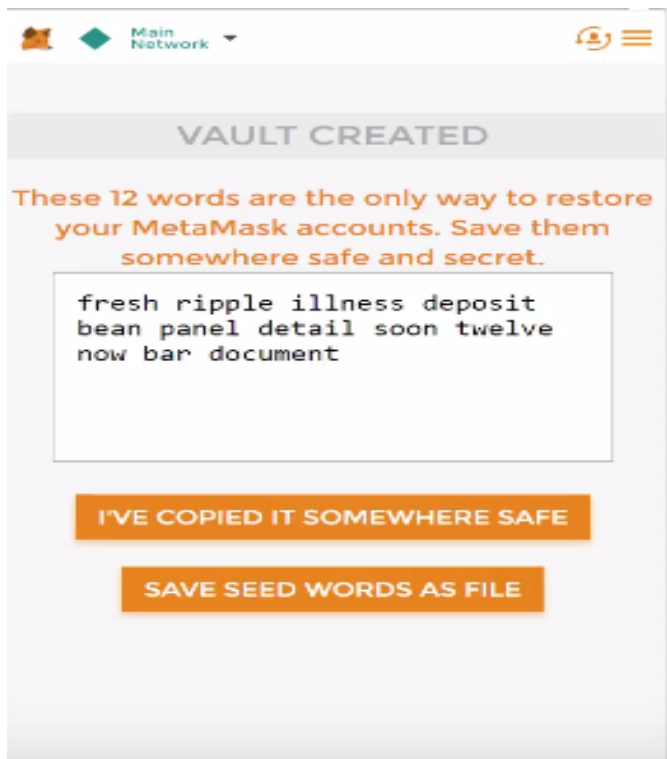 Main
Network
VAULT CREATED
These 12 words are the only way to restore
your MetaMask accounts. Save them
somewhere safe and secret.
fresh ripple illness deposit
bean panel detail soon twelve
now bar document
I'VE COPIED IT SOMEWHERE SAFE
SAVE SEED WORDS AS FILE